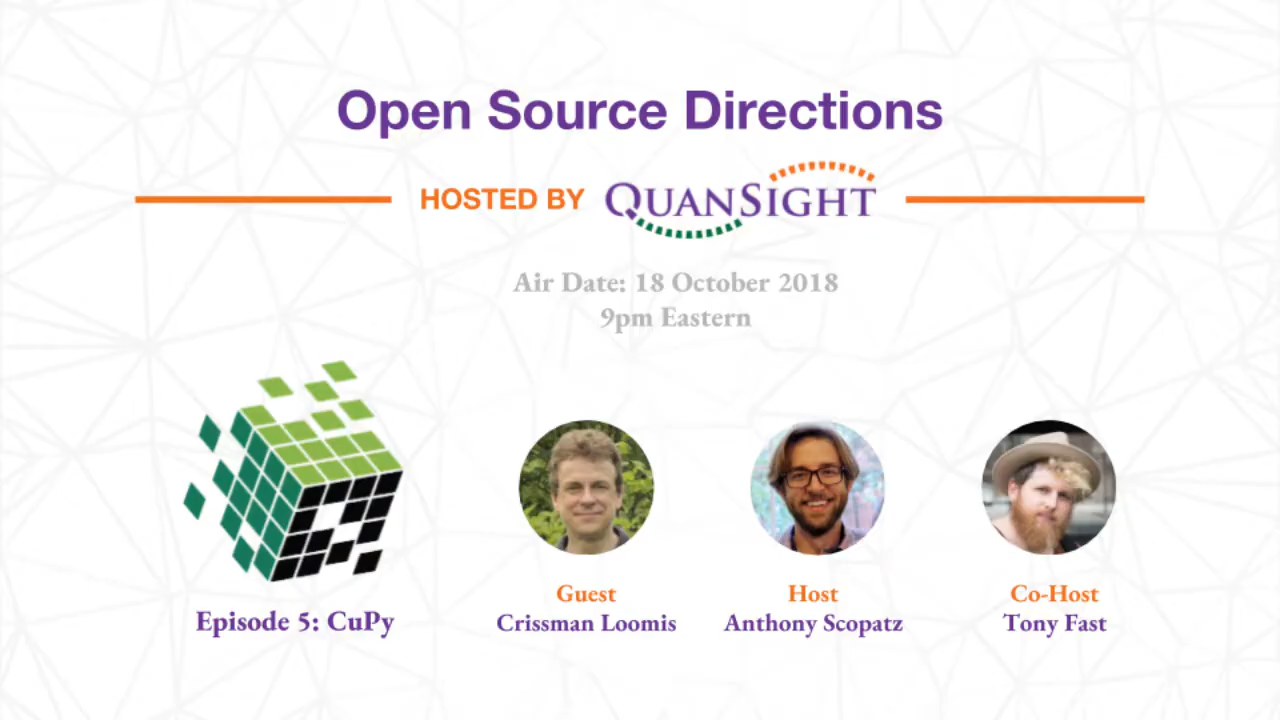 Open Source Directions
HOSTED BY QUANSIGHT
Air Date: 18 October 2018
9pm Eastern
Episode 5: CuPy
Guest
Crissman Loomis
Host
Anthony Scopatz
Co-Host
Tony Fast